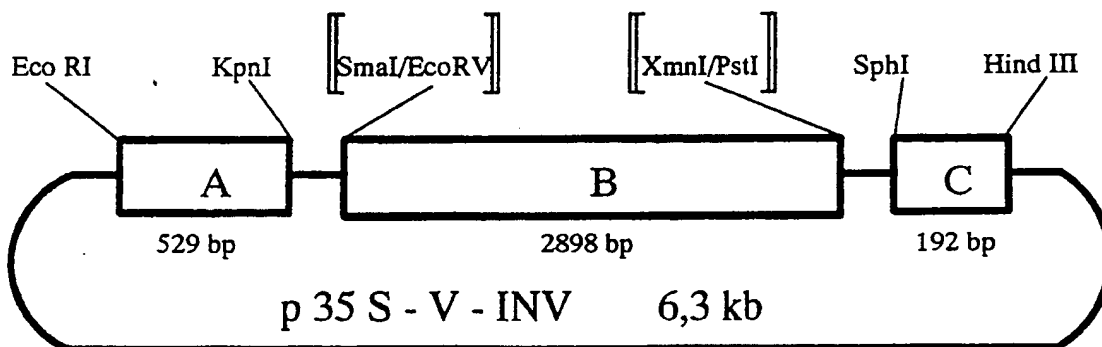 Eco RI KpnI SmaI/EcoRV XmnI/PstI SphI Hind III
A B C
529 bp 2898 bp 192 bp
p 35 S - V - INV 6,3 kb